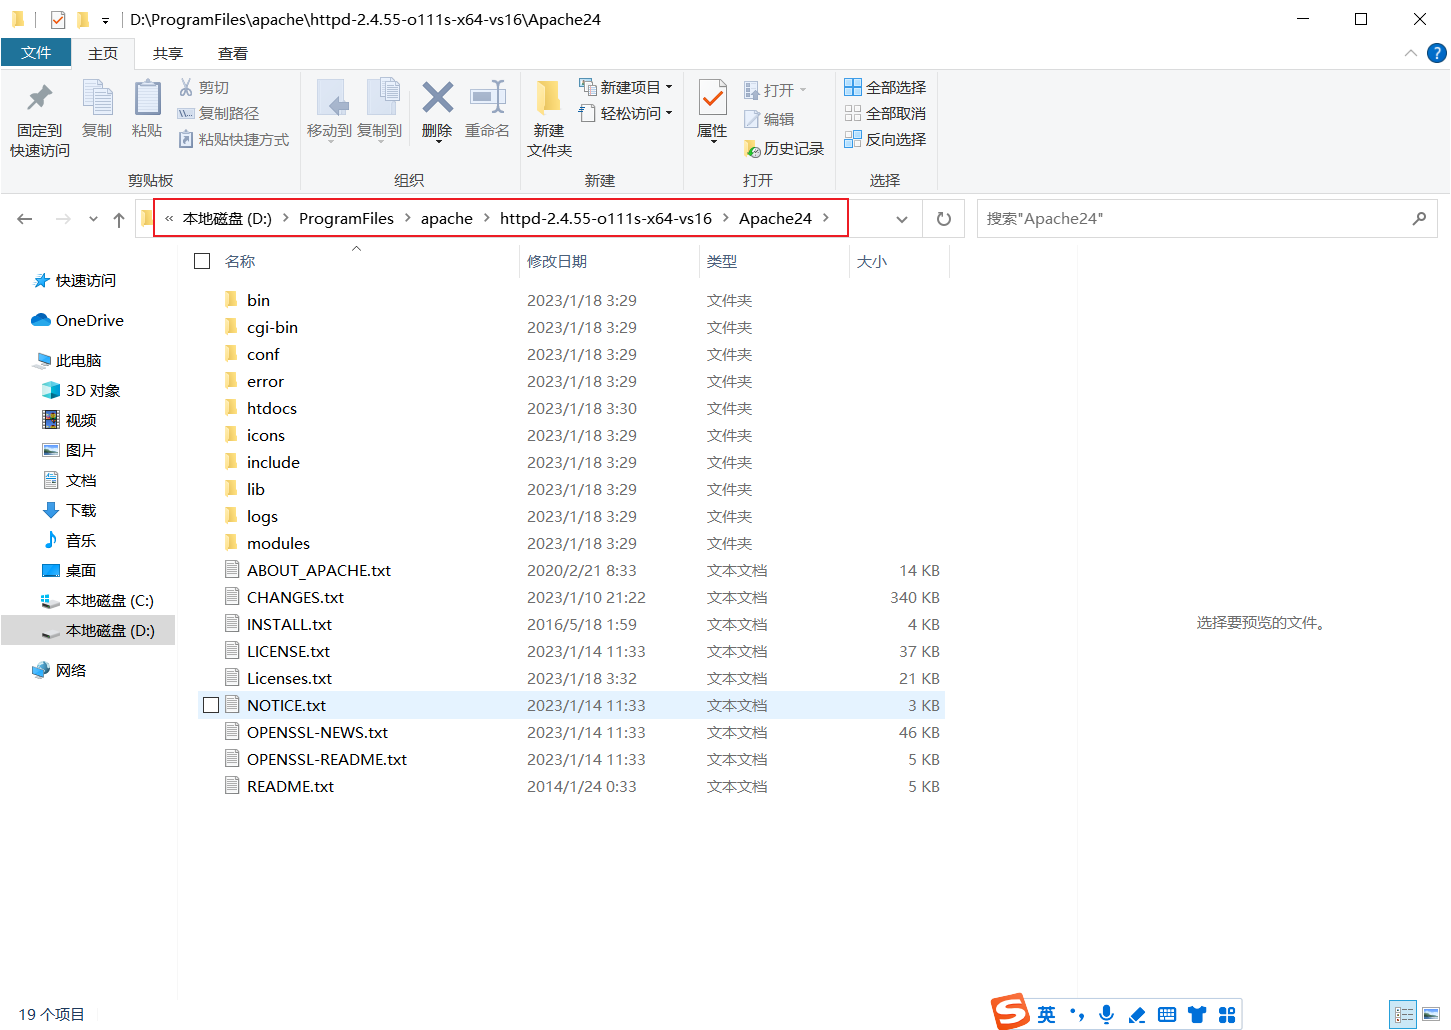 D:\ProgramFiles\apache\httpd-2.4.55-o111s-x64-vs16\Apache24
文件 主页 共享 查看
固定到快速访问
复制
粘贴
剪切
复制路径
粘贴快捷方式
剪贴板
移动到
复制到
删除
重命名
组织
新建文件夹
新建项目
轻松访问
新建
属性
打开
编辑
历史记录
打开
全部选择
全部取消
反向选择
选择
« 本地磁盘 (D:) > ProgramFiles > apache > httpd-2.4.55-o111s-x64-vs16 > Apache24 >
搜索"Apache24"
快速访问
OneDrive
此电脑
3D 对象
视频
图片
文档
下载
音乐
桌面
本地磁盘 (C:)
本地磁盘 (D:)
网络
名称 修改日期 类型 大小
bin 2023/1/18 3:29 文件夹
cgi-bin 2023/1/18 3:29 文件夹
conf 2023/1/18 3:29 文件夹
error 2023/1/18 3:29 文件夹
htdocs 2023/1/18 3:30 文件夹
icons 2023/1/18 3:29 文件夹
include 2023/1/18 3:29 文件夹
lib 2023/1/18 3:29 文件夹
logs 2023/1/18 3:29 文件夹
modules 2023/1/18 3:29 文件夹
ABOUT_APACHE.txt 2020/2/21 8:33 文本文档 14 KB
CHANGES.txt 2023/1/10 21:22 文本文档 340 KB
INSTALL.txt 2016/5/18 1:59 文本文档 4 KB
LICENSE.txt 2023/1/14 11:33 文本文档 37 KB
Licenses.txt 2023/1/18 3:32 文本文档 21 KB
NOTICE.txt 2023/1/14 11:33 文本文档 3 KB
OPENSSL-NEWS.txt 2023/1/14 11:33 文本文档 46 KB
OPENSSL-README.txt 2023/1/14 11:33 文本文档 5 KB
README.txt 2014/1/24 0:33 文本文档 5 KB
选择要预览的文件。
19 个项目
S 英